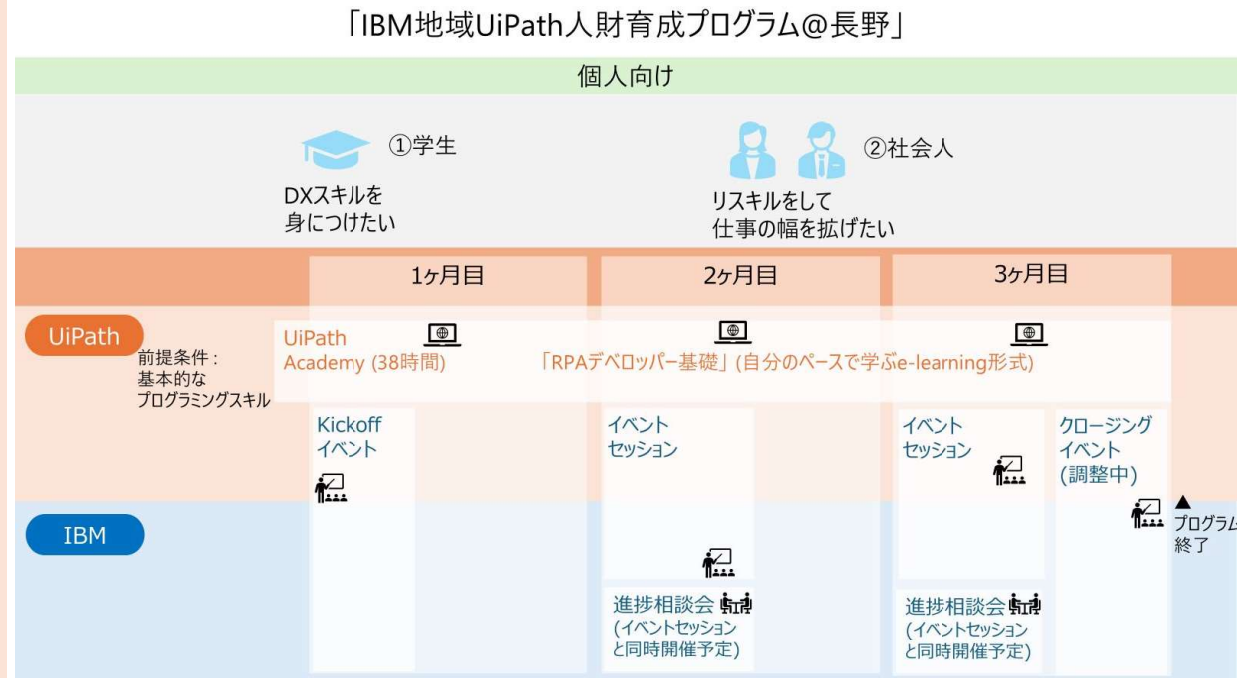 「IBM地域UiPath人財育成プログラム@長野」
個人向け
①学生
DXスキルを
身につけたい
②社会人
リスキルをして
仕事の幅を拡げたい
1ヶ月目
2ヶ月目
3ヶ月目
UiPath
前提条件：
基本的な
プログラミングスキル
UiPath
Academy (38時間)
「RPAデベロッパー基礎」(自分のペースで学ぶe-learning形式)
Kickoff
イベント
イベント
セッション
イベント
セッション
クロージング
イベント
(調整中)
IBM
▲
プログラム
終了
進捗相談会
(イベントセッション
と同時開催予定)
進捗相談会
(イベントセッション
と同時開催予定)